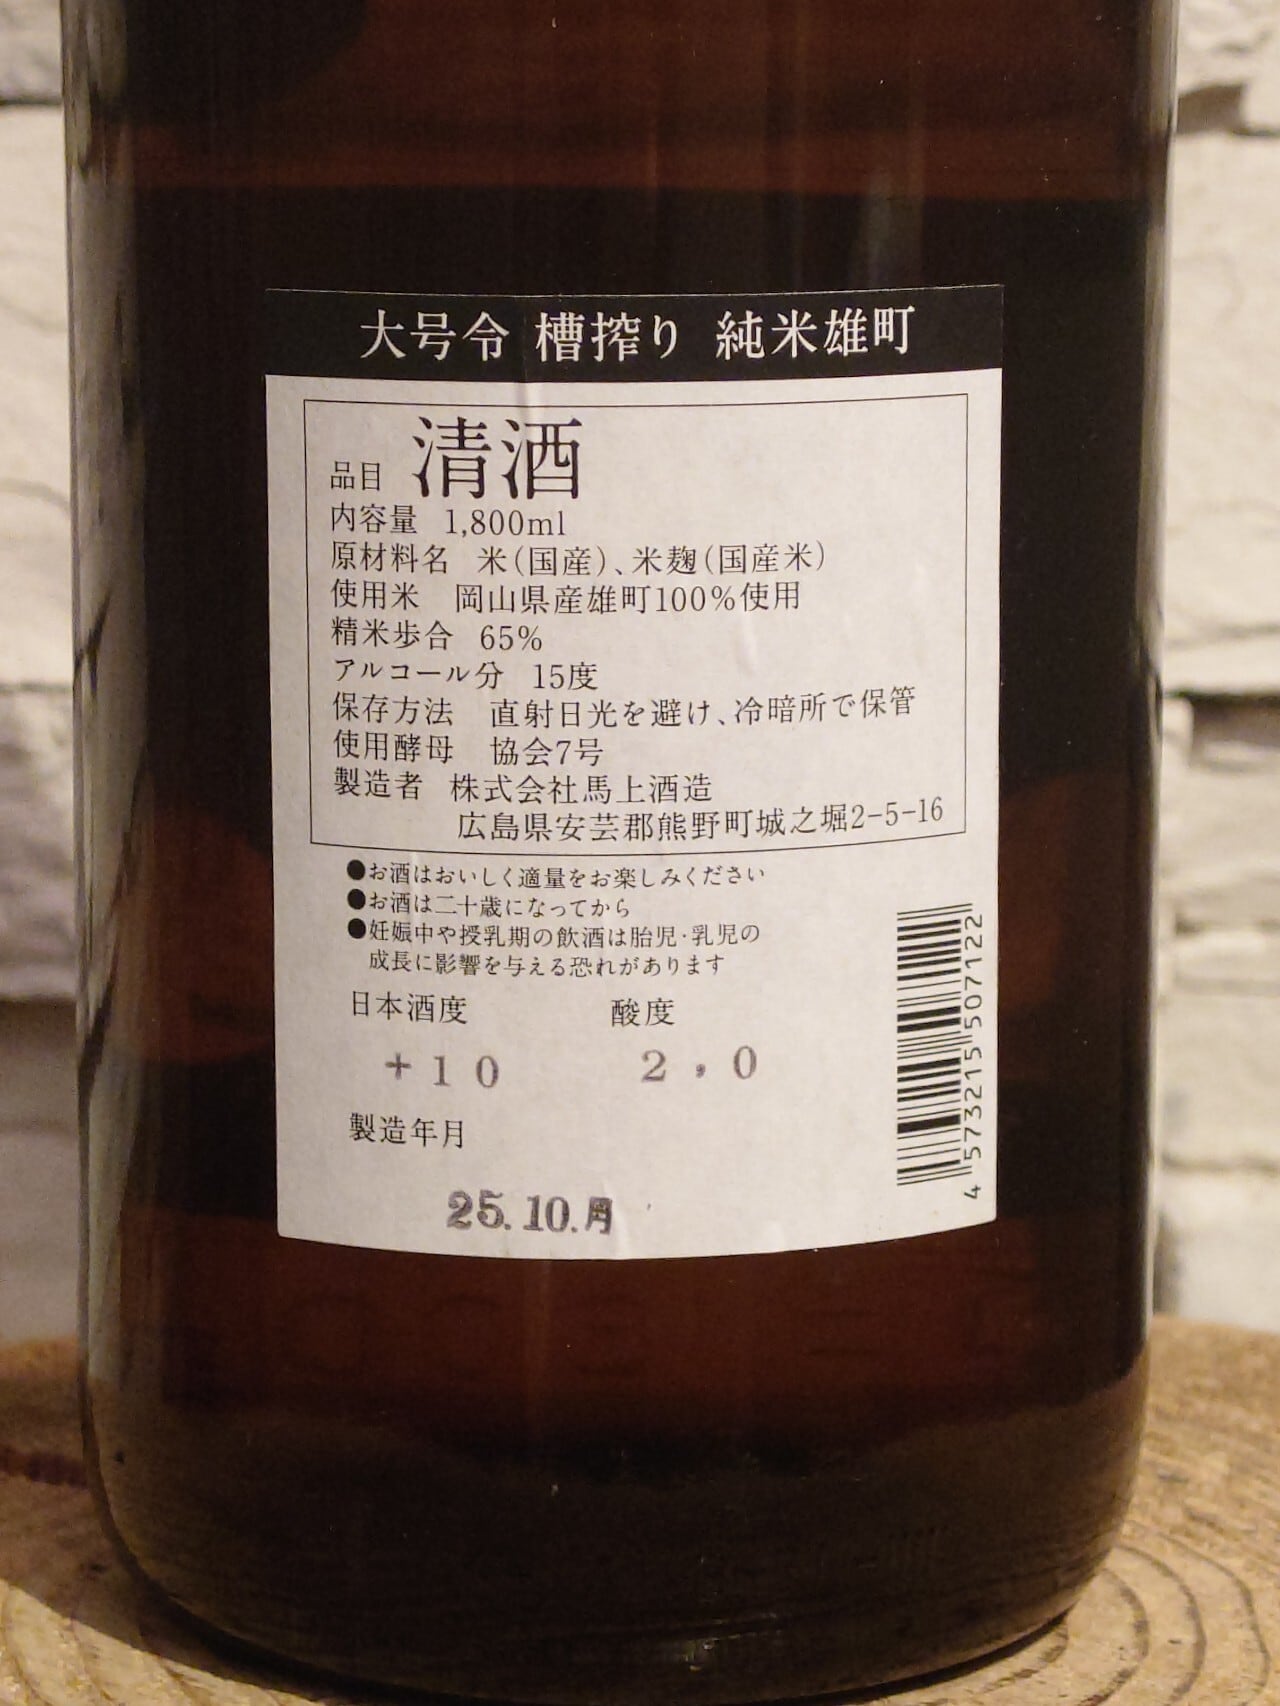 大号令 槽搾り 純米雄町
品目 清酒
内容量 1,800ml
原材料名 米(国産)、米麹(国産米)
使用米 岡山県産雄町100%使用
精米歩合 65%
アルコール分 15度
保存方法 直射日光を避け、冷暗所で保管
使用酵母 協会7号
製造者 株式会社馬上酒造
広島県安芸郡熊野町城之堀2-5-16
●お酒はおいしく適量をお楽しみください
●お酒は二十歳になってから
●妊娠中や授乳期の飲酒は胎児・乳児の
成長に影響を与える恐れがあります
日本酒度 酸度
+10 2,0
製造年月
25.10.月
4 573215 507122